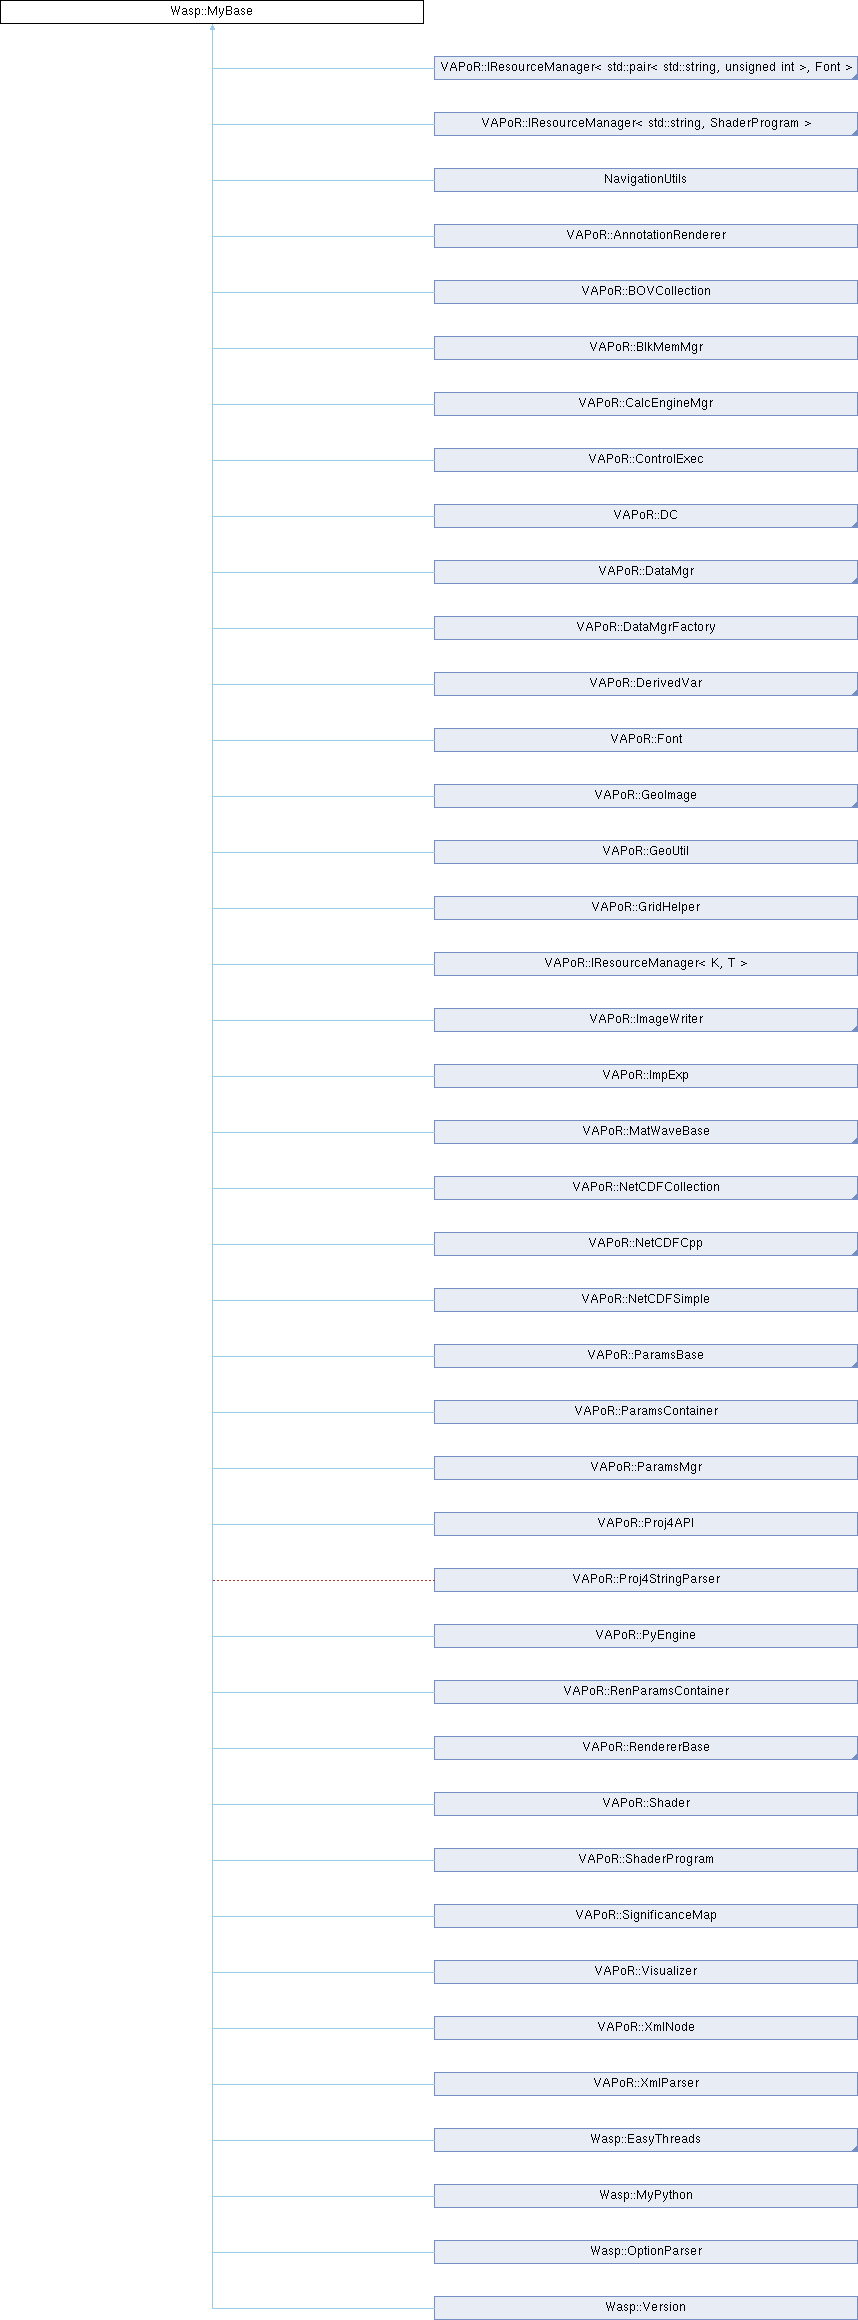 Wasp::MyBase
VAPoR::IResourceManager< std::pair< std::string, unsigned int >, Font >
VAPoR::IResourceManager< std::string, ShaderProgram >
NavigationUtils
VAPoR::AnnotationRenderer
VAPoR::BOVCollection
VAPoR::BlkMemMgr
VAPoR::CalcEngineMgr
VAPoR::ControlExec
VAPoR::DC
VAPoR::DataMgr
VAPoR::DataMgrFactory
VAPoR::DerivedVar
VAPoR::Font
VAPoR::GeoImage
VAPoR::GeoUtil
VAPoR::GridHelper
VAPoR::IResourceManager< K, T >
VAPoR::ImageWriter
VAPoR::ImpExp
VAPoR::MatWaveBase
VAPoR::NetCDFCollection
VAPoR::NetCDFCpp
VAPoR::NetCDFSimple
VAPoR::ParamsBase
VAPoR::ParamsContainer
VAPoR::ParamsMgr
VAPoR::Proj4API
VAPoR::Proj4StringParser
VAPoR::PyEngine
VAPoR::RenParamsContainer
VAPoR::RendererBase
VAPoR::Shader
VAPoR::ShaderProgram
VAPoR::SignificanceMap
VAPoR::Visualizer
VAPoR::XmlNode
VAPoR::XmlParser
Wasp::EasyThreads
Wasp::MyPython
Wasp::OptionParser
Wasp::Version